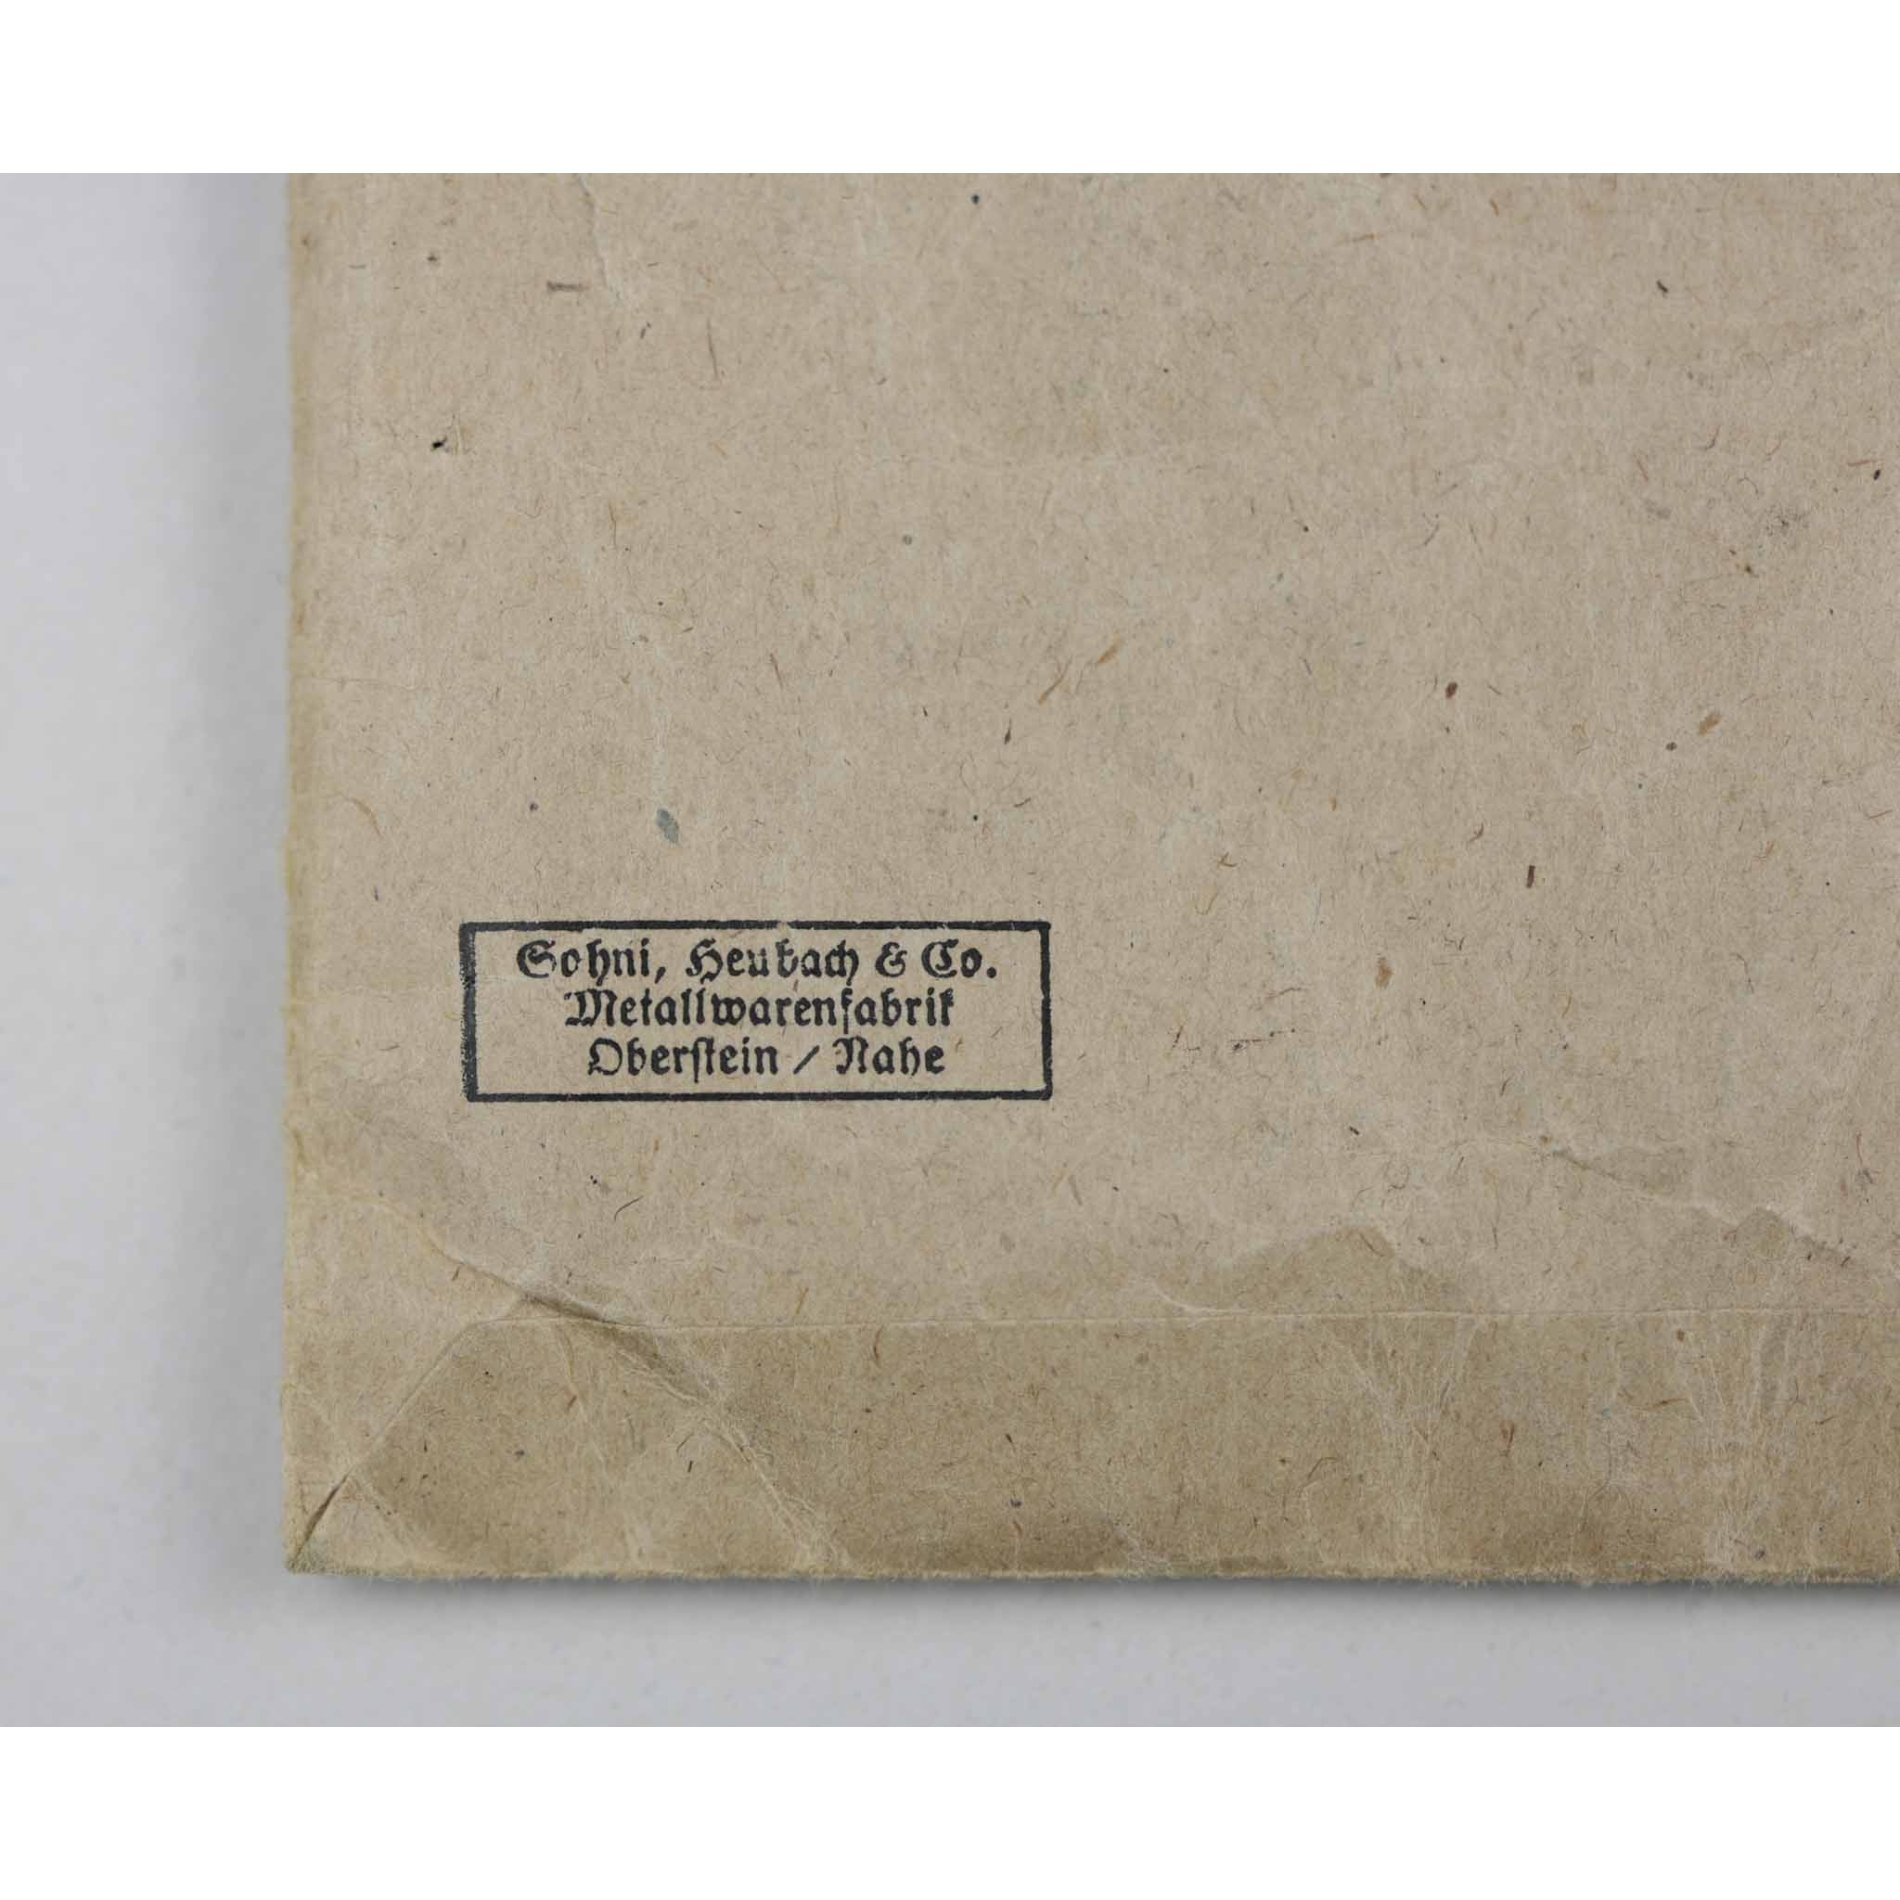 Sohni, Heubach & Co.
Metallwarenfabrik
Oberstein / Nahe